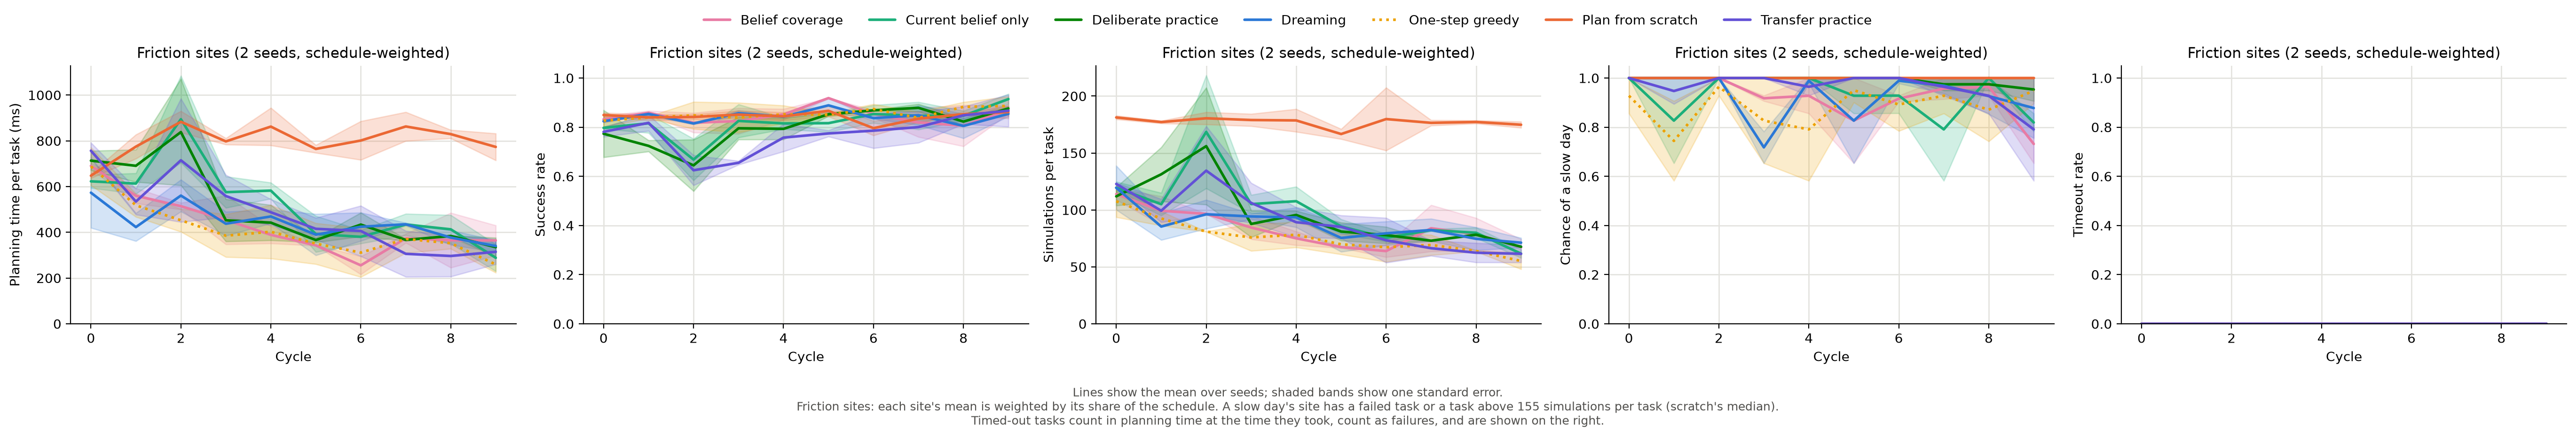 Belief coverage Current belief only Deliberate practice Dreaming One-step greedy Plan from scratch Transfer practice
Friction sites (2 seeds, schedule-weighted)
Planning time per task (ms)
1000
800
600
400
200
0
0 2 4 6 8
Cycle
Friction sites (2 seeds, schedule-weighted)
Success rate
1.0
0.8
0.6
0.4
0.2
0.0
0 2 4 6 8
Cycle
Friction sites (2 seeds, schedule-weighted)
Simulations per task
200
150
100
50
0
0 2 4 6 8
Cycle
Friction sites (2 seeds, schedule-weighted)
Chance of a slow day
1.0
0.8
0.6
0.4
0.2
0.0
0 2 4 6 8
Cycle
Friction sites (2 seeds, schedule-weighted)
Timeout rate
1.0
0.8
0.6
0.4
0.2
0.0
0 2 4 6 8
Cycle
Lines show the mean over seeds; shaded bands show one standard error.
Friction sites: each site's mean is weighted by its share of the schedule. A slow day's site has a failed task or a task above 155 simulations per task (scratch's median).
Timed-out tasks count in planning time at the time they took, count as failures, and are shown on the right.